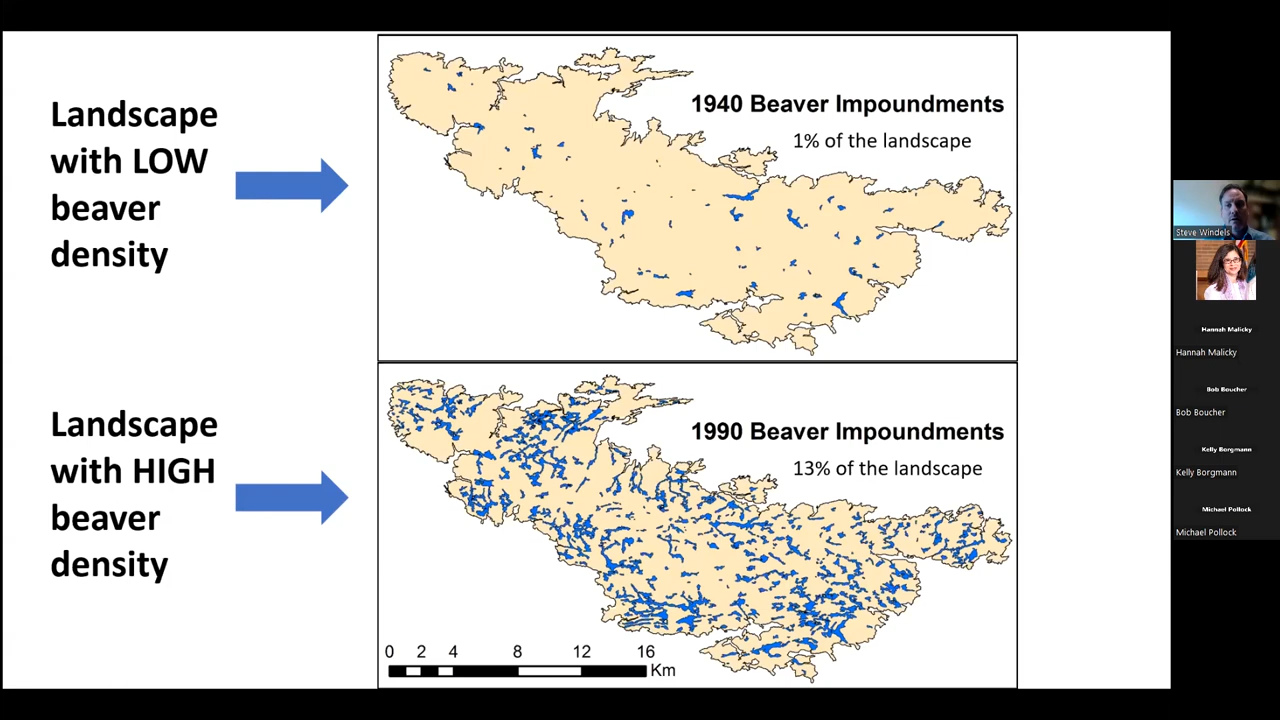 Landscape
with LOW
beaver
density
1940 Beaver Impoundments
1% of the landscape
Landscape
with HIGH
beaver
density
1990 Beaver Impoundments
13% of the landscape
0 2 4 8 12 16
Km
Steve Windels
Hannah Malicky
Hannah Malicky
Bob Boucher
Bob Boucher
Kelly Borgmann
Kelly Borgmann
Michael Pollock
Michael Pollock